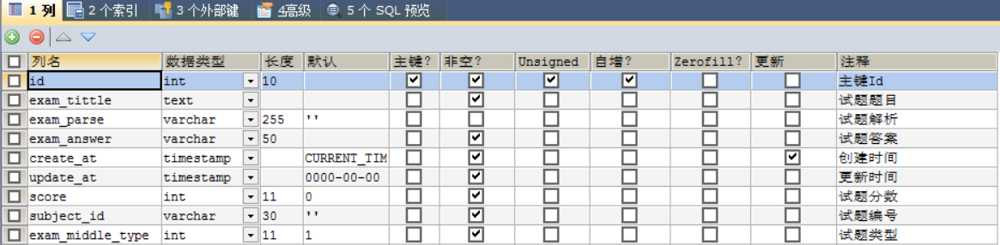 1 列 2 个索引 3 个外部键 4高级 5 个 SQL 预览
列名 数据类型 长度 默认 主键? 非空? Unsigned 自增? Zerofill? 更新 注释
id int 10 主键Id
exam_tittle text 试题题目
exam_parse varchar 255 '' 试题解析
exam_answer varchar 50 试题答案
create_at timestamp CURRENT_TIM 创建时间
update_at timestamp 0000-00-00 更新时间
score int 11 0 试题分数
subject_id varchar 30 '' 试题编号
exam_middle_type int 11 1 试题类型